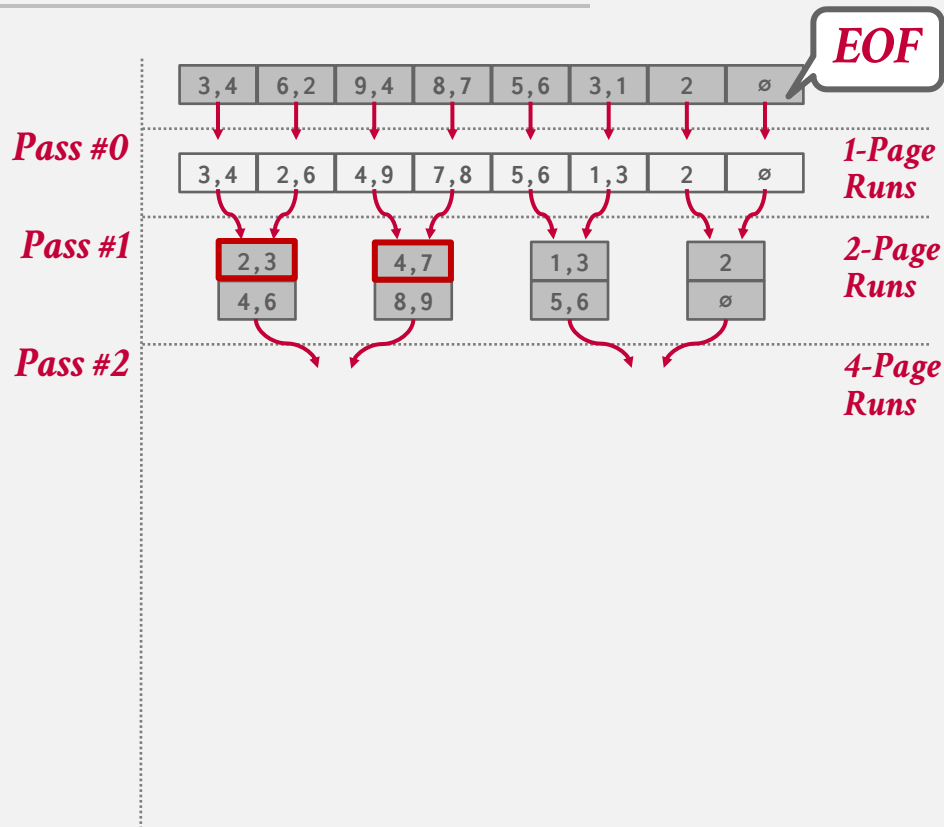 EOF
3,4 6,2 9,4 8,7 5,6 3,1 2 ø
Pass #0
1-Page
Runs
3,4 2,6 4,9 7,8 5,6 1,3 2 ø
Pass #1
2-Page
Runs
2,3 4,7 1,3 2
4,6 8,9 5,6 ø
Pass #2
4-Page
Runs